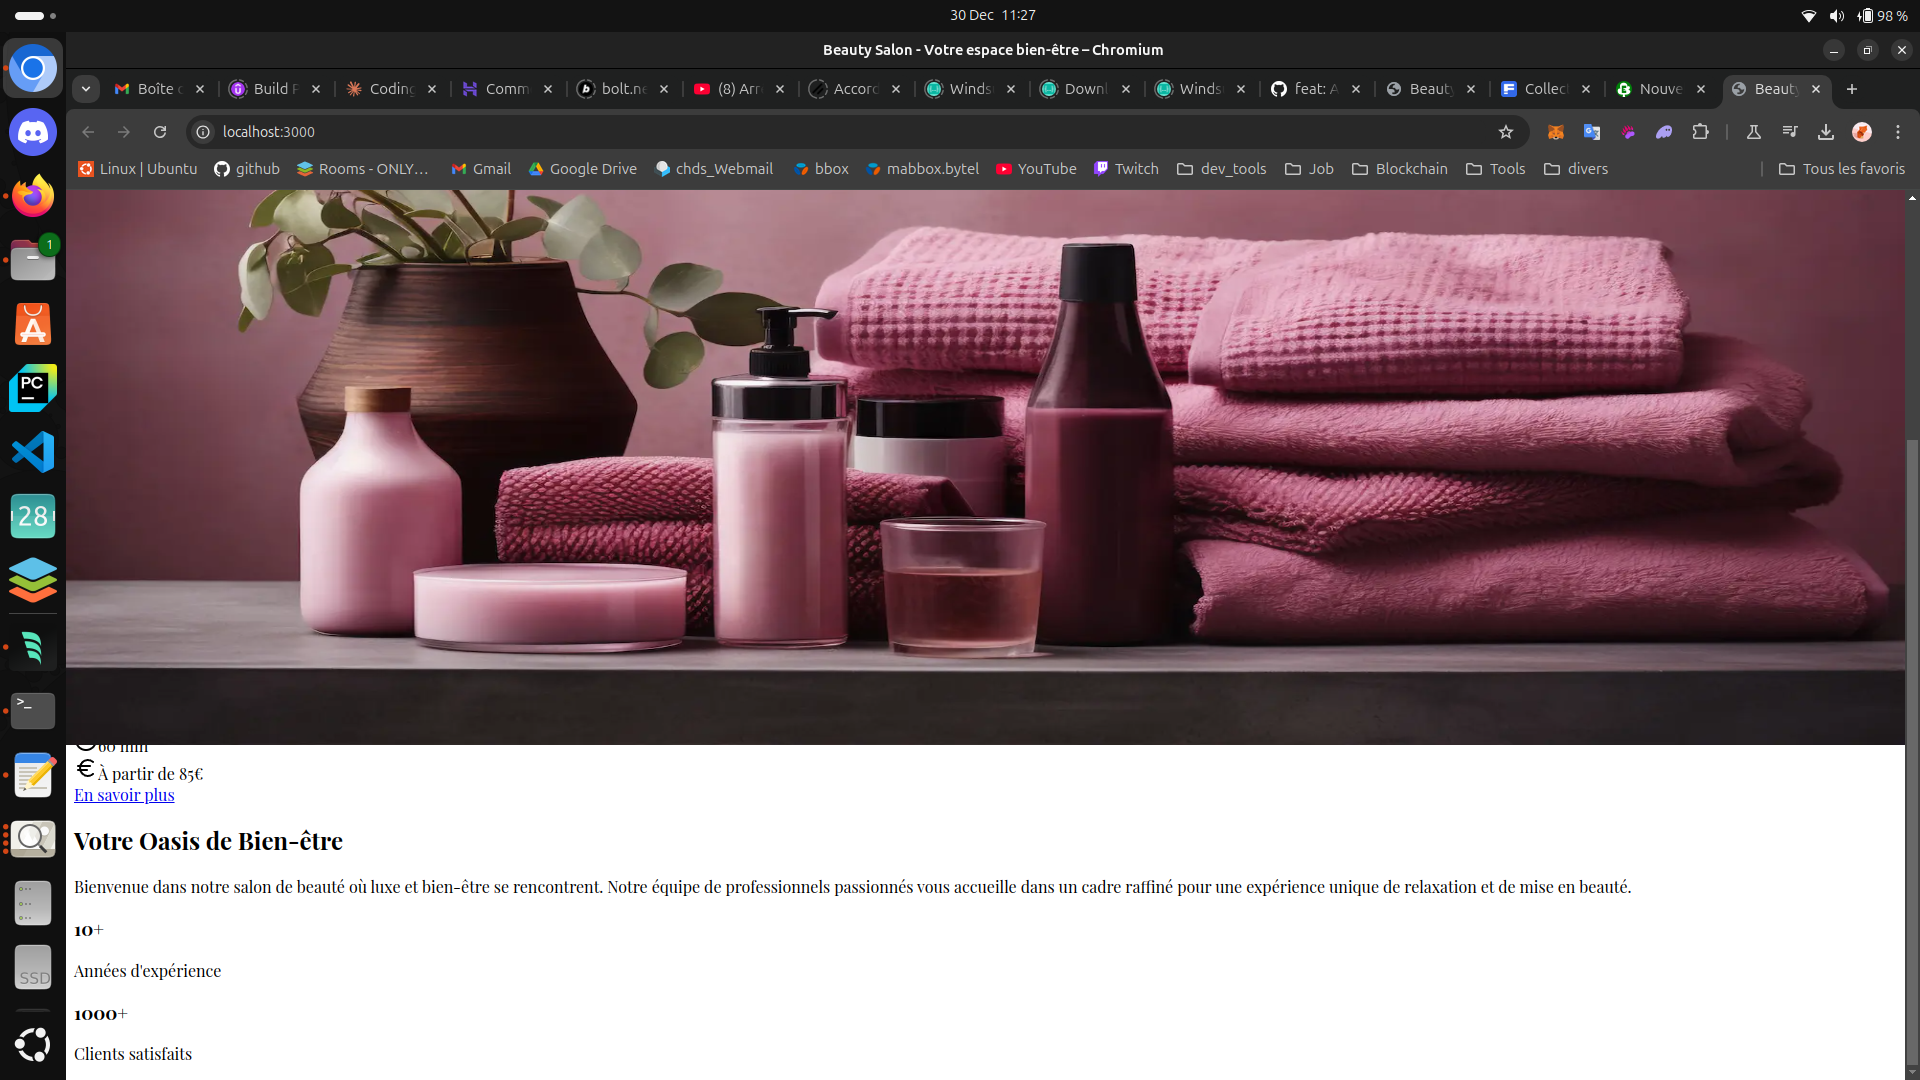 30 Dec 11:27
98 %
Beauty Salon - Votre espace bien-être – Chromium
Boîte
Build
Coding
Comm
bolt.ne
(8) Arr
Accord
Winds
Downl
Winds
feat: A
Beauty
Collect
Nouve
Beauty
localhost:3000
Linux | Ubuntu
github
Rooms - ONLY...
Gmail
Google Drive
chds_Webmail
bbox
mabbox.bytel
YouTube
Twitch
dev_tools
Job
Blockchain
Tools
divers
Tous les favoris
1
PC
28
>_
SSD
60 min
À partir de 85€
En savoir plus
Votre Oasis de Bien-être
Bienvenue dans notre salon de beauté où luxe et bien-être se rencontrent. Notre équipe de professionnels passionnés vous accueille dans un cadre raffiné pour une expérience unique de relaxation et de mise en beauté.
10+
Années d'expérience
1000+
Clients satisfaits